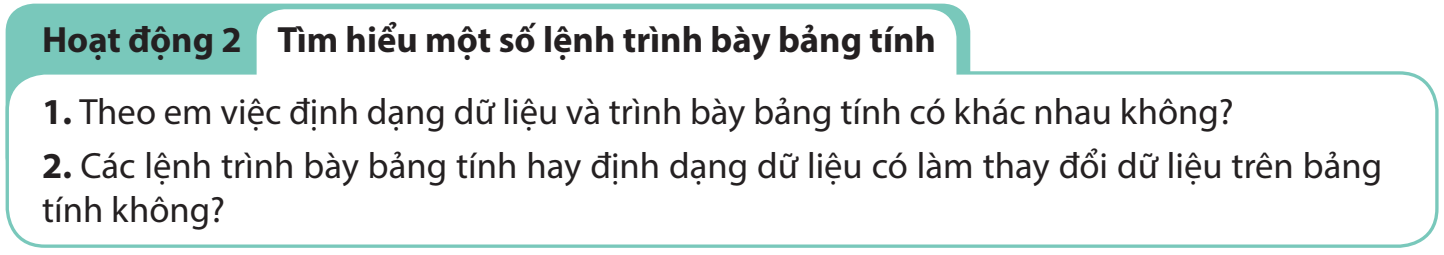 Hoạt động 2 Tìm hiểu một số lệnh trình bày bảng tính
1. Theo em việc định dạng dữ liệu và trình bày bảng tính có khác nhau không?
2. Các lệnh trình bày bảng tính hay định dạng dữ liệu có làm thay đổi dữ liệu trên bảng
tính không?